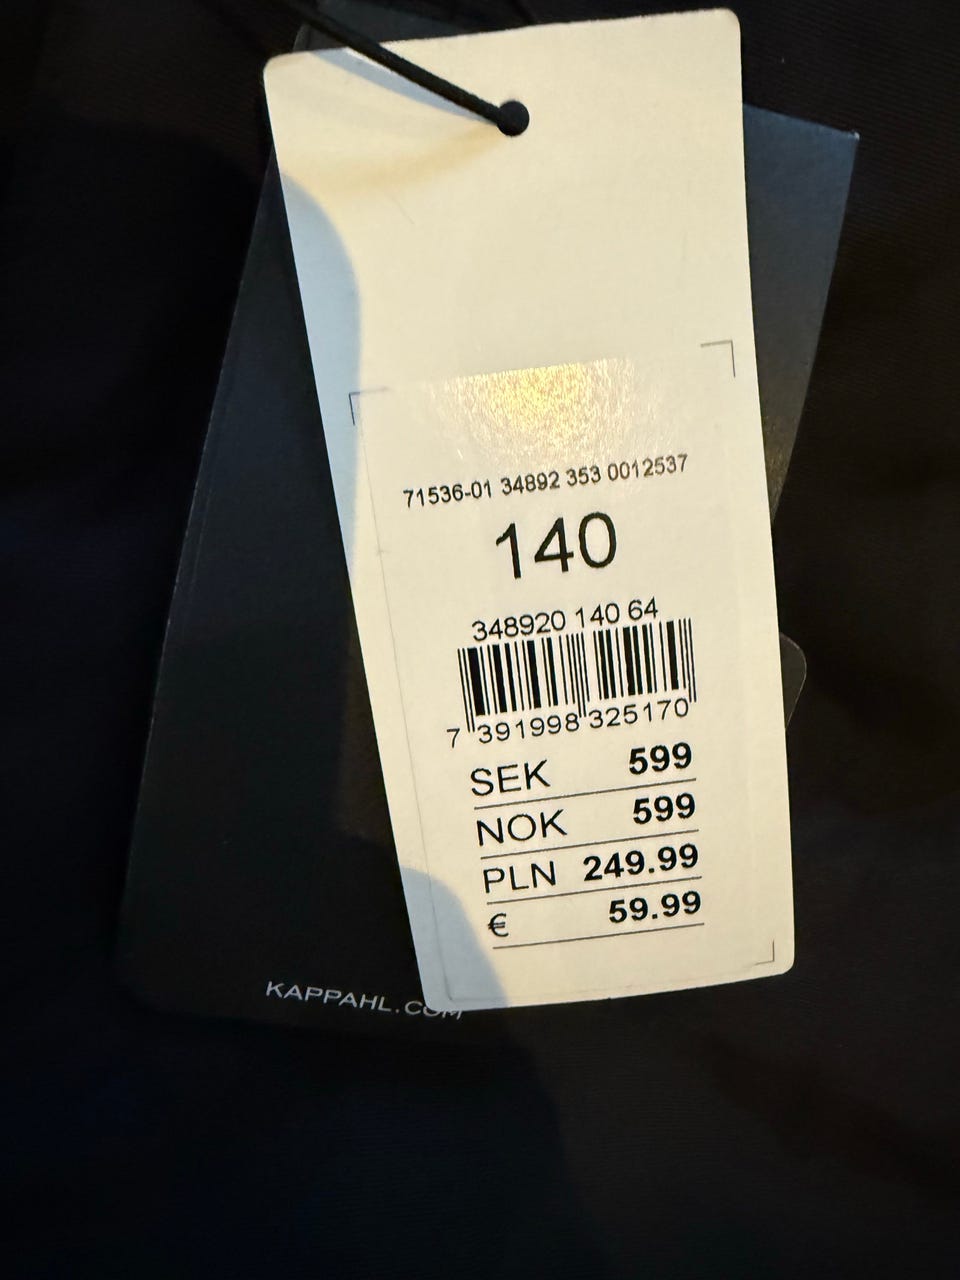 71536-01 34892 353 0012537
140
348920 140 64
7 391998 325170
SEK 599
NOK 599
PLN 249.99
€ 59.99
KAPPAHL.COM